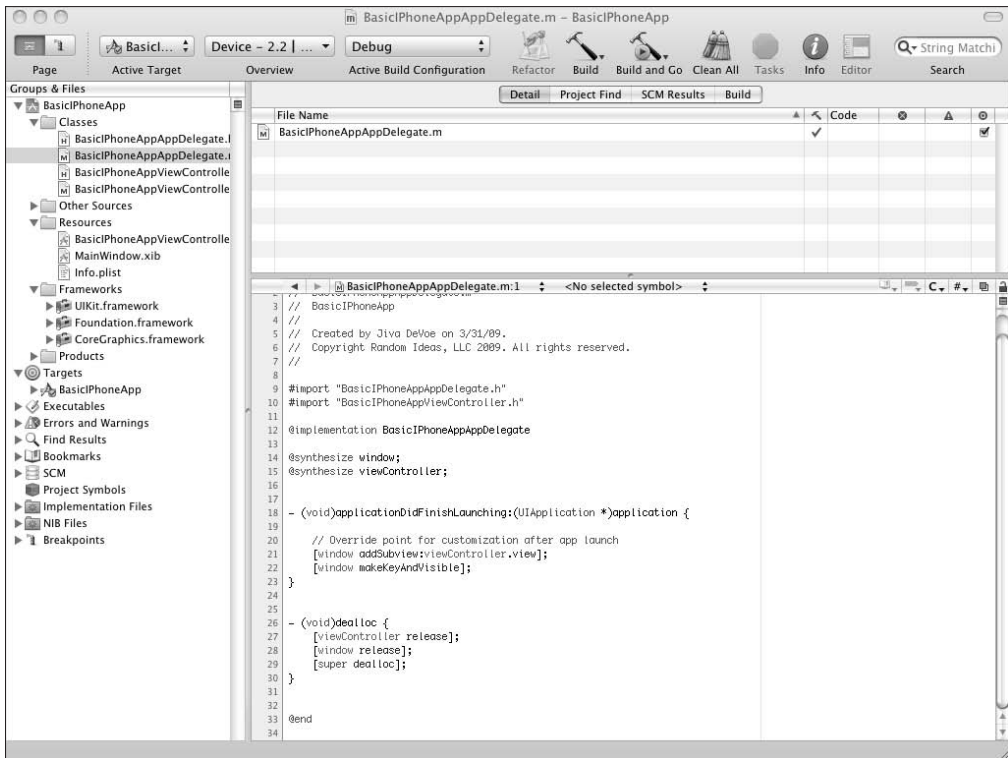 BasicIPhoneAppAppDelegate.m – BasicIPhoneApp
BasicI... Device – 2.2 | ... Debug String Matchi
Page Active Target Overview Active Build Configuration Refactor Build Build and Go Clean All Tasks Info Editor Search
Groups & Files
BasicIPhoneApp
Classes
BasicIPhoneAppAppDelegate.
BasicIPhoneAppAppDelegate.
BasicIPhoneAppViewControlle
BasicIPhoneAppViewControlle
Other Sources
Resources
BasicIPhoneAppViewControlle
MainWindow.xib
Info.plist
Frameworks
UIKit.framework
Foundation.framework
CoreGraphics.framework
Products
Targets
BasicIPhoneApp
Executables
Errors and Warnings
Find Results
Bookmarks
SCM
Project Symbols
Implementation Files
NIB Files
Breakpoints
Detail Project Find SCM Results Build
File Name Code
BasicIPhoneAppAppDelegate.m
BasicIPhoneAppAppDelegate.m:1 <No selected symbol> C #
2 // BasicIPhoneAppAppDelegate.m
3 // BasicIPhoneApp
4 //
5 // Created by Jiva DeVoe on 3/31/09.
6 // Copyright Random Ideas, LLC 2009. All rights reserved.
7 //
8
9 #import "BasicIPhoneAppAppDelegate.h"
10 #import "BasicIPhoneAppViewController.h"
11
12 @implementation BasicIPhoneAppAppDelegate
13
14 @synthesize window;
15 @synthesize viewController;
16
17
18 - (void)applicationDidFinishLaunching:(UIApplication *)application {
19
20 // Override point for customization after app launch
21 [window addSubview:viewController.view];
22 [window makeKeyAndVisible];
23 }
24
25
26 - (void)dealloc {
27 [viewController release];
28 [window release];
29 [super dealloc];
30 }
31
32
33 @end
34